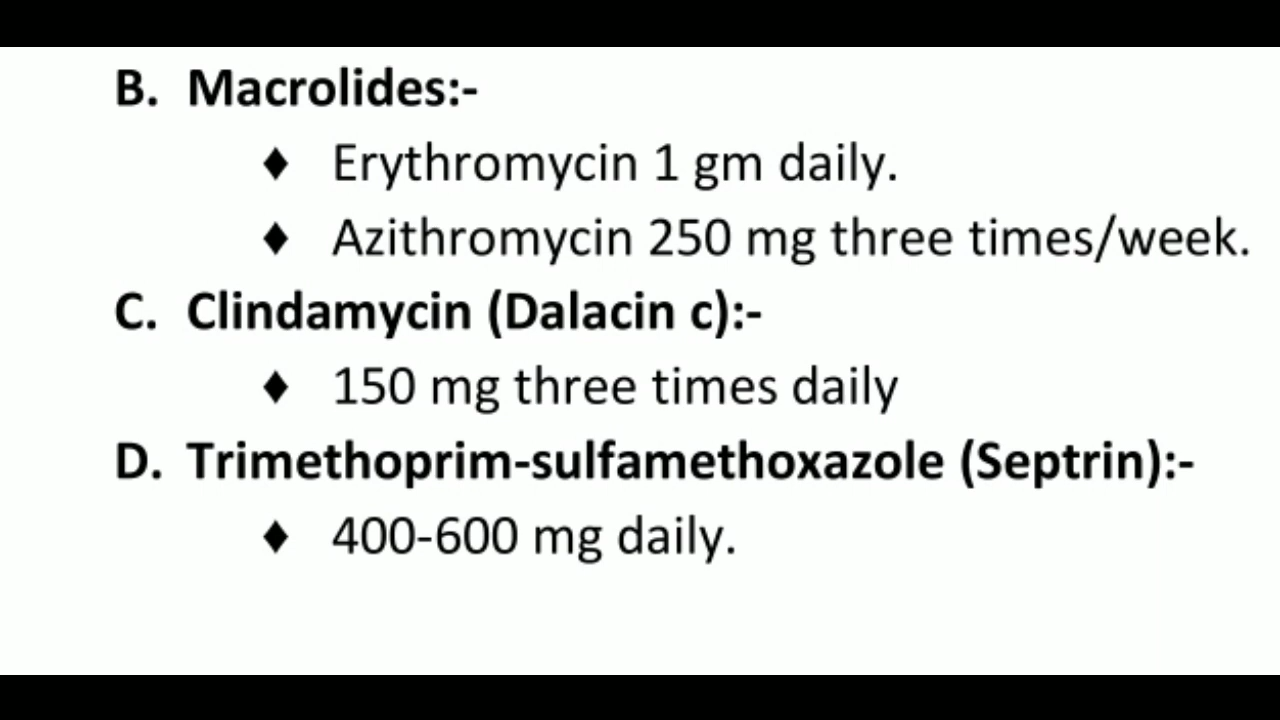 B. Macrolides:-
♦ Erythromycin 1 gm daily.
♦ Azithromycin 250 mg three times/week.
C. Clindamycin (Dalacin c):-
♦ 150 mg three times daily
D. Trimethoprim-sulfamethoxazole (Septrin):-
♦ 400-600 mg daily.